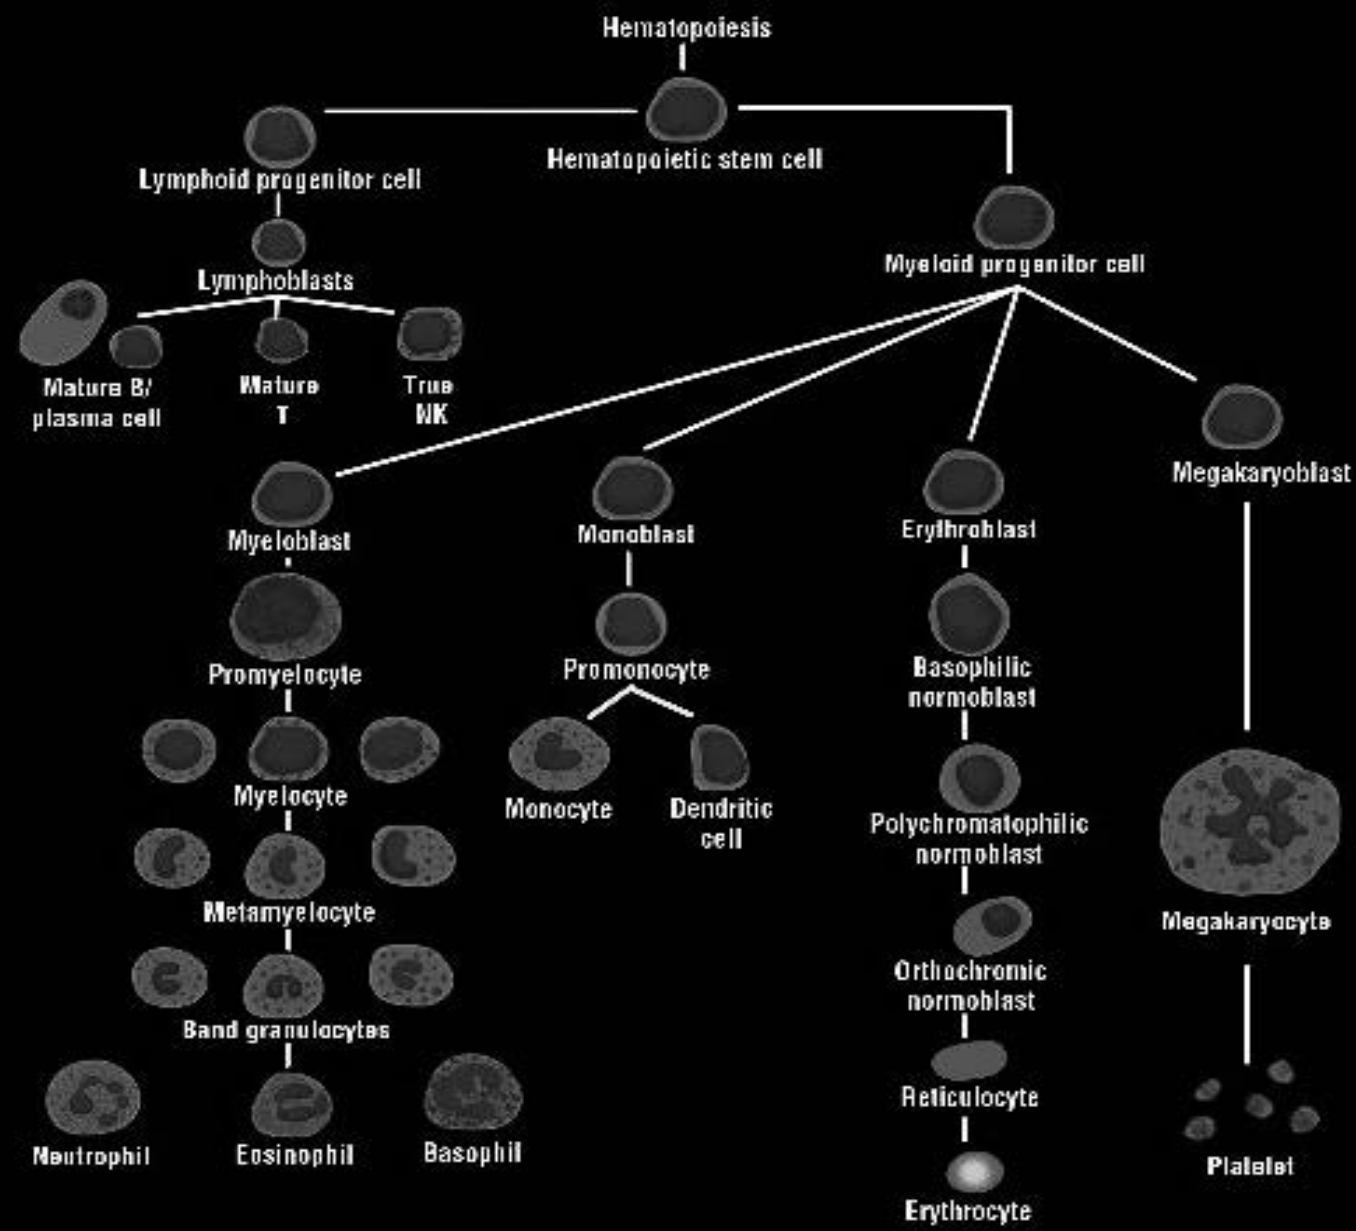 Hematopoiesis
Hematopoietic stem cell
Lymphoid progenitor cell
Lymphoblasts
Mature B/
plasma cell
Mature
T
True
NK
Myeloid progenitor cell
Myeloblast
Promyelocyte
Myelocyte
Metamyelocyte
Band granulocytes
Neutrophil
Eosinophil
Basophil
Monoblast
Promonocyte
Monocyte
Dendritic
cell
Erythroblast
Basophilic
normoblast
Polychromatophilic
normoblast
Orthochromic
normoblast
Reticulocyte
Erythrocyte
Megakaryoblast
Megakaryocyte
Platelet